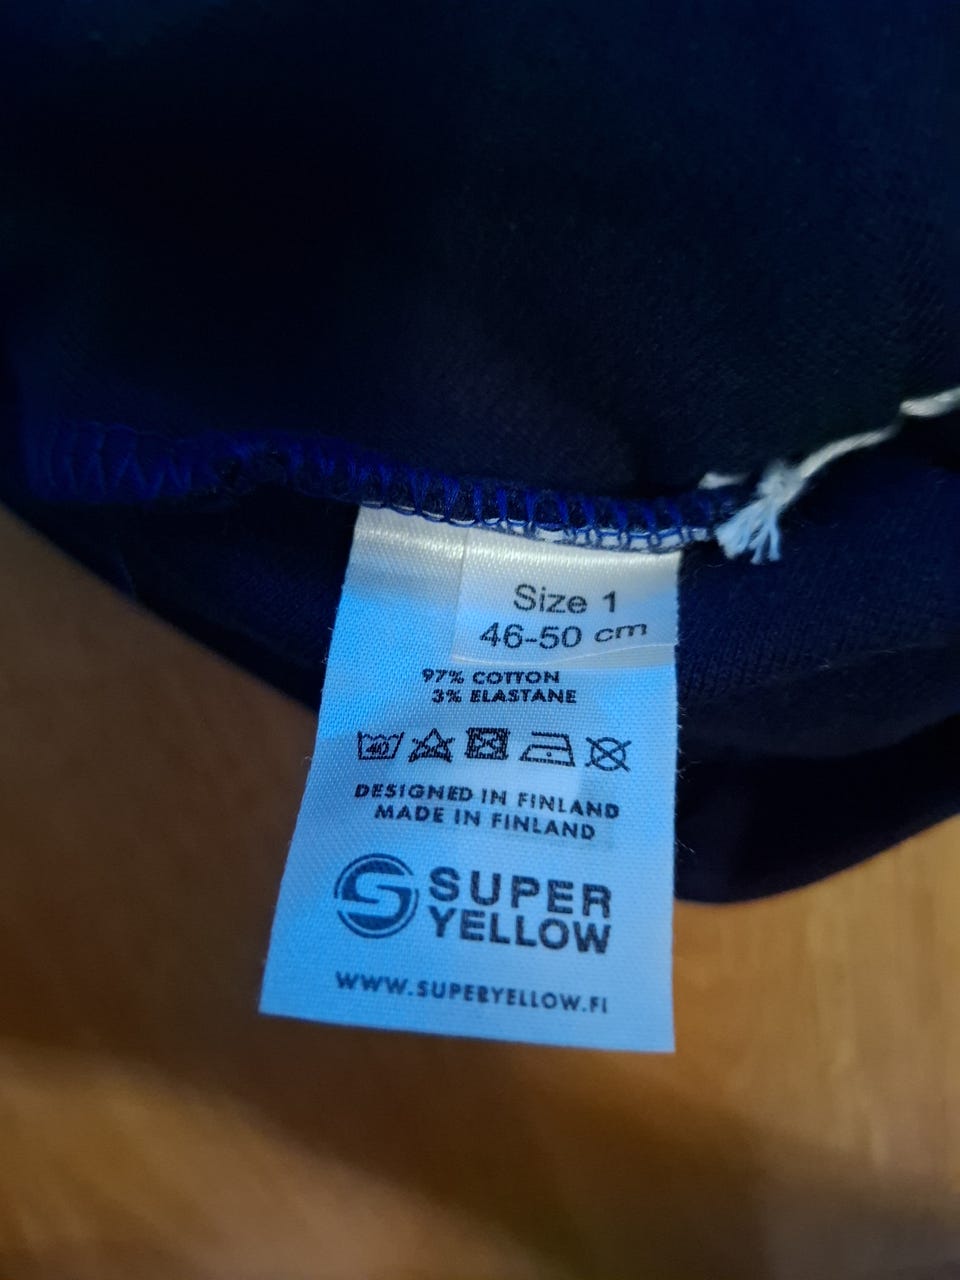 Size 1
46-50 cm
97% COTTON
3% ELASTANE
40
DESIGNED IN FINLAND
MADE IN FINLAND
SUPER
YELLOW
WWW.SUPERYELLOW.FI